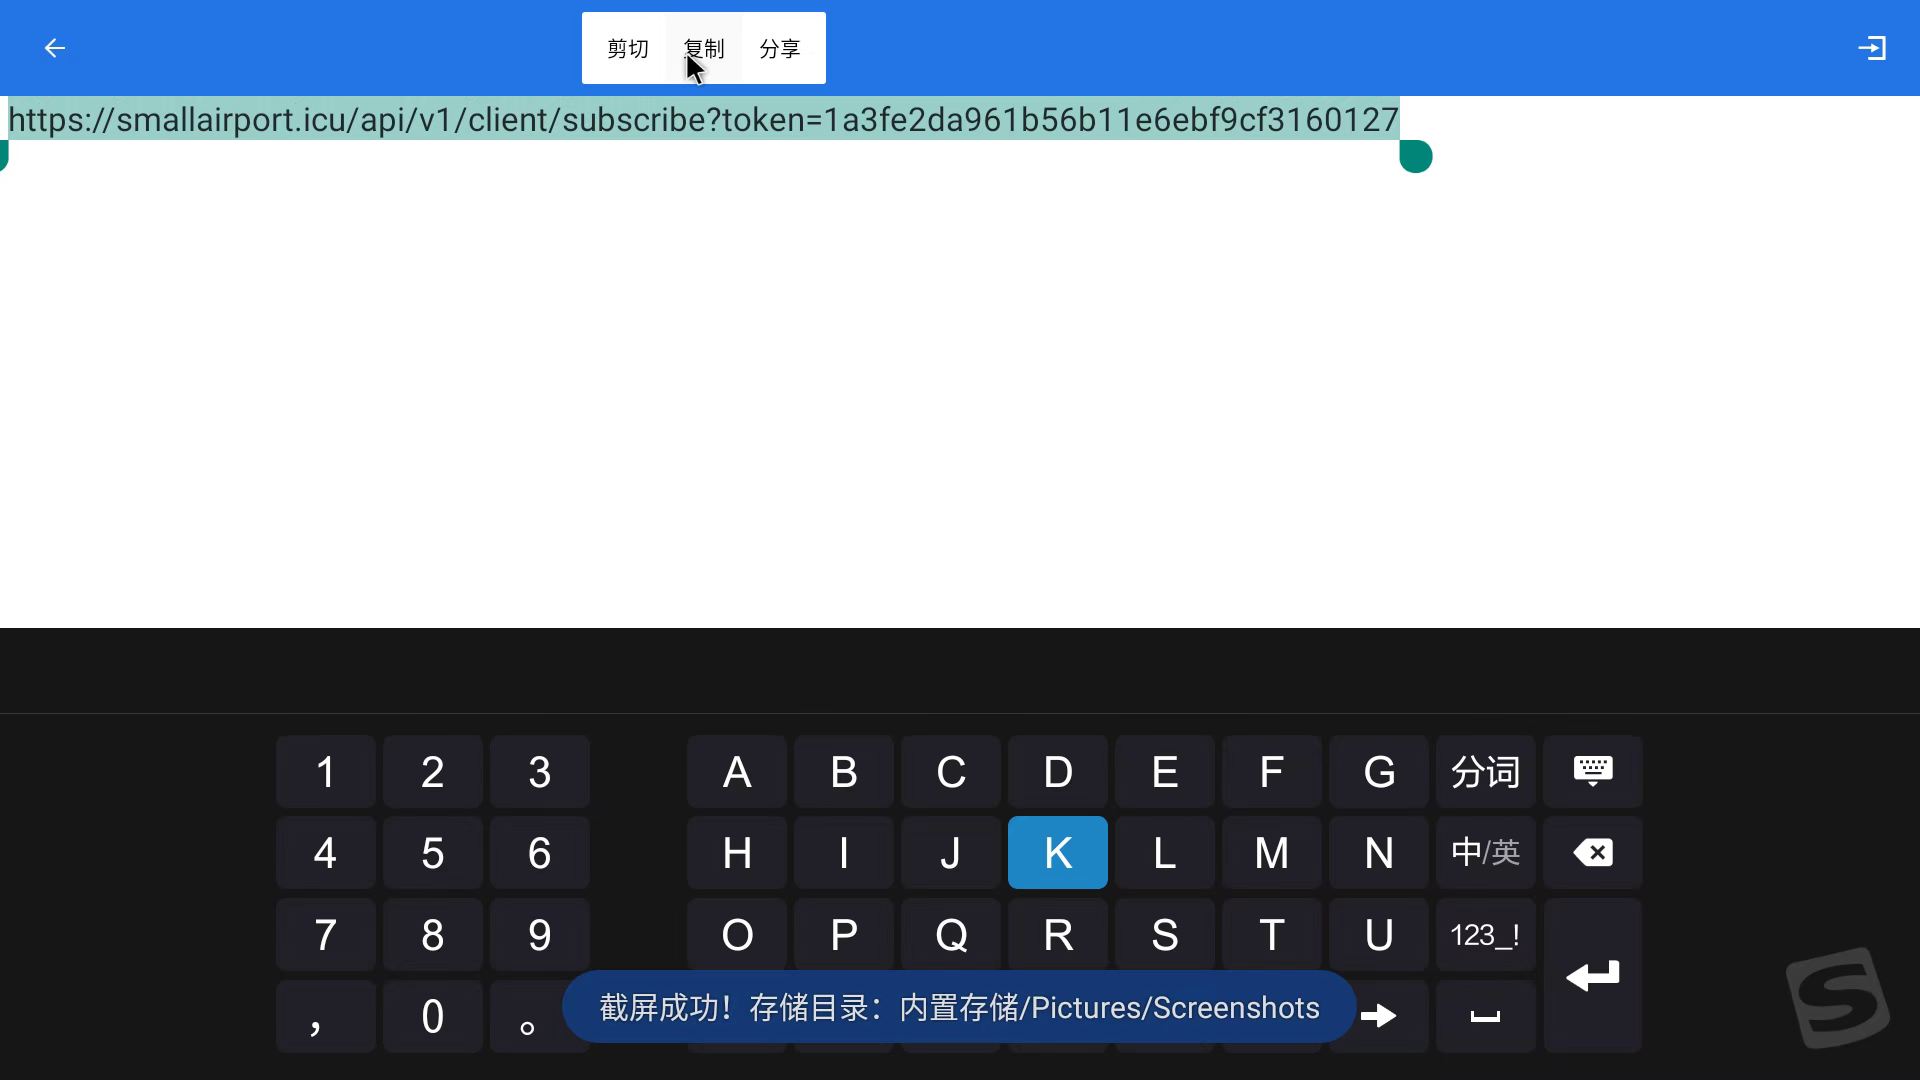 剪切 复制 分享
https://smallairport.icu/api/v1/client/subscribe?token=1a3fe2da961b56b11e6ebf9cf3160127
1 2 3 A B C D E F G 分词
4 5 6 H I J K L M N 中/英
7 8 9 O P Q R S T U 123_!
， 0 。
截屏成功！存储目录：内置存储/Pictures/Screenshots
S